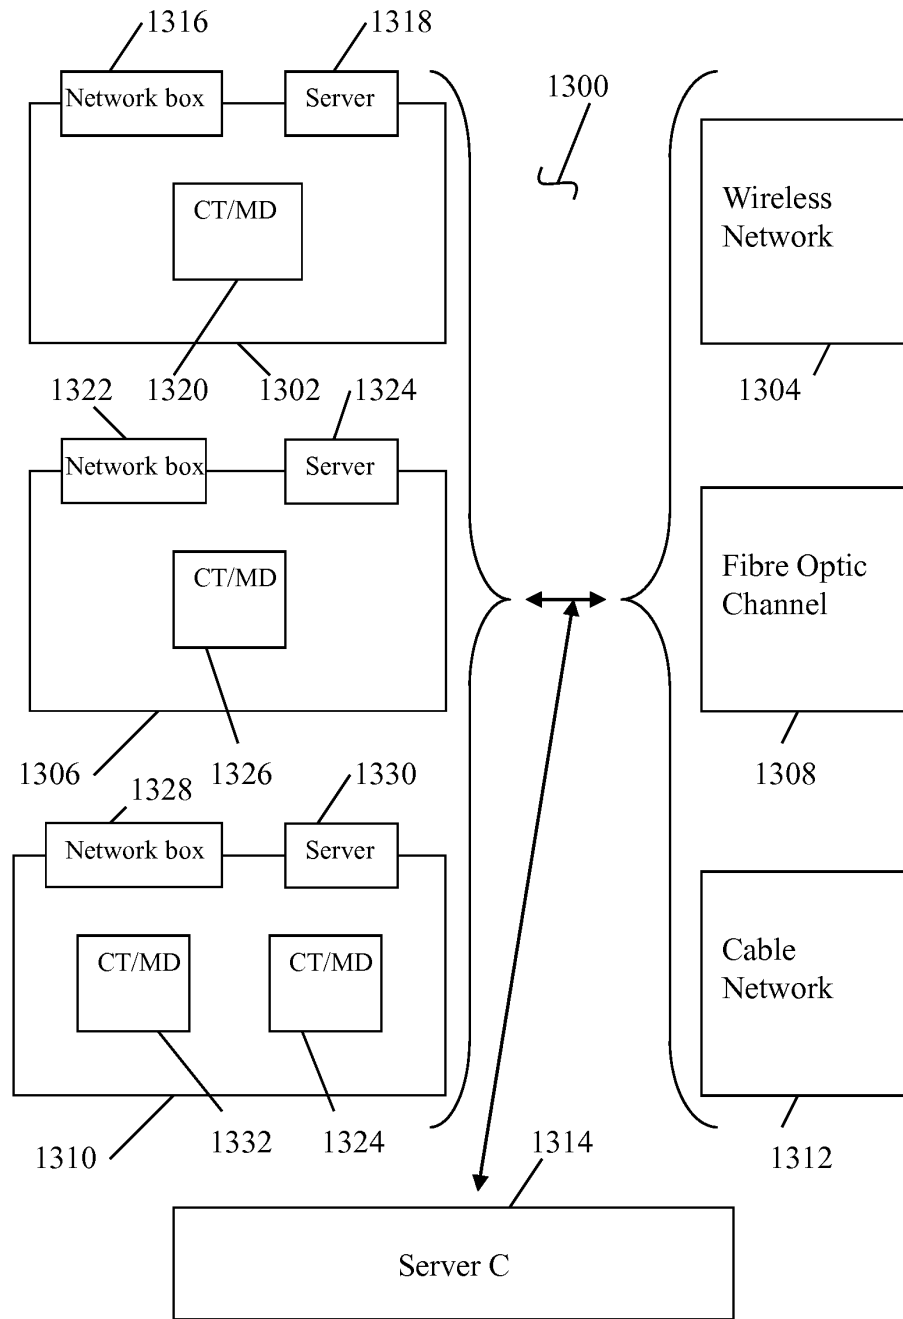 1316
1318
Network box
Server
1300
CT/MD
Wireless
Network
1320
1302
1304
1322
1324
Network box
Server
CT/MD
Fibre Optic
Channel
1306
1326
1308
1328
1330
Network box
Server
CT/MD
CT/MD
Cable
Network
1310
1332
1324
1314
1312
Server C